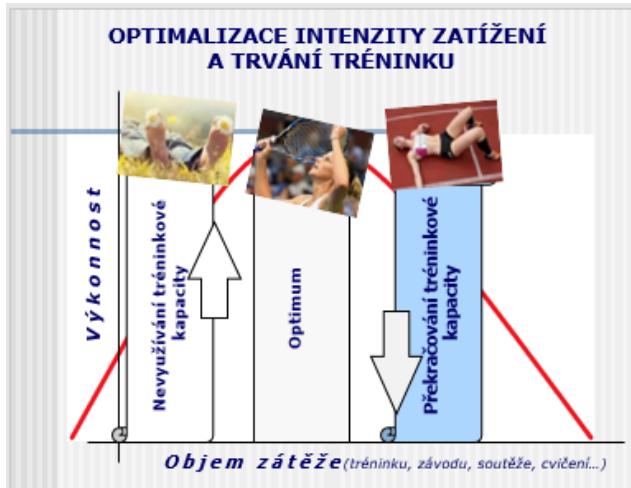 OPTIMALIZACE INTENZITY ZATÍŽENÍ
A TRVÁNÍ TRÉNINKU
Výkonnost
Nevyužívání tréninkové
kapacity
Optimum
Překračování tréninkové
kapacity
Objem zátěže (tréninku, závodu, soutěže, cvičení...)